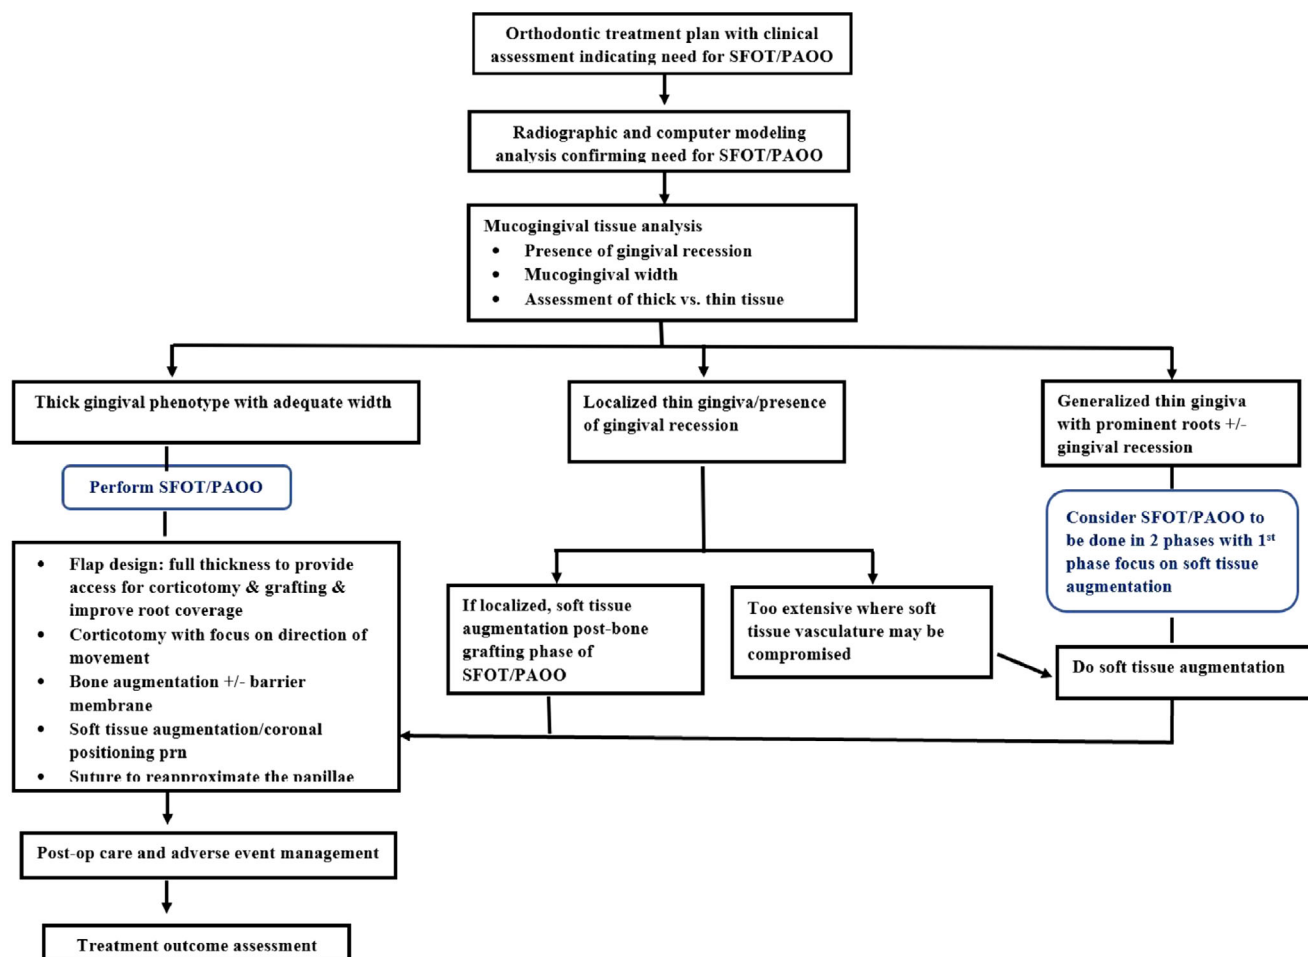 Orthodontic treatment plan with clinical
assessment indicating need for SFOT/PAOO
Radiographic and computer modeling
analysis confirming need for SFOT/PAOO
Mucogingival tissue analysis
• Presence of gingival recession
• Mucogingival width
• Assessment of thick vs. thin tissue
Thick gingival phenotype with adequate width
Localized thin gingiva/presence
of gingival recession
Generalized thin gingiva
with prominent roots +/-
gingival recession
Perform SFOT/PAOO
Consider SFOT/PAOO to
be done in 2 phases with 1st
phase focus on soft tissue
augmentation
• Flap design: full thickness to provide
access for corticotomy & grafting &
improve root coverage
• Corticotomy with focus on direction of
movement
• Bone augmentation +/- barrier
membrane
• Soft tissue augmentation/coronal
positioning prn
• Suture to reapproximate the papillae
If localized, soft tissue
augmentation post-bone
grafting phase of
SFOT/PAOO
Too extensive where soft
tissue vasculature may be
compromised
Do soft tissue augmentation
Post-op care and adverse event management
Treatment outcome assessment